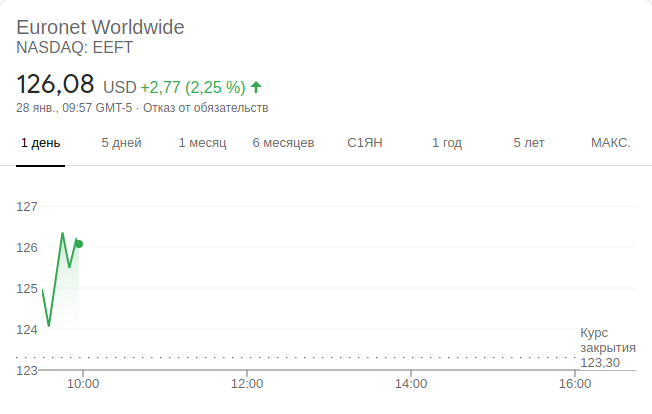 Euronet Worldwide
NASDAQ: EEFT
126,08 USD +2,77 (2,25 %)
28 янв., 09:57 GMT-5 · Отказ от обязательств
1 день 5 дней 1 месяц 6 месяцев С1ЯН 1 год 5 лет МАКС.
127
126
125
124
Курс
закрытия
123,30
123
10:00 12:00 14:00 16:00